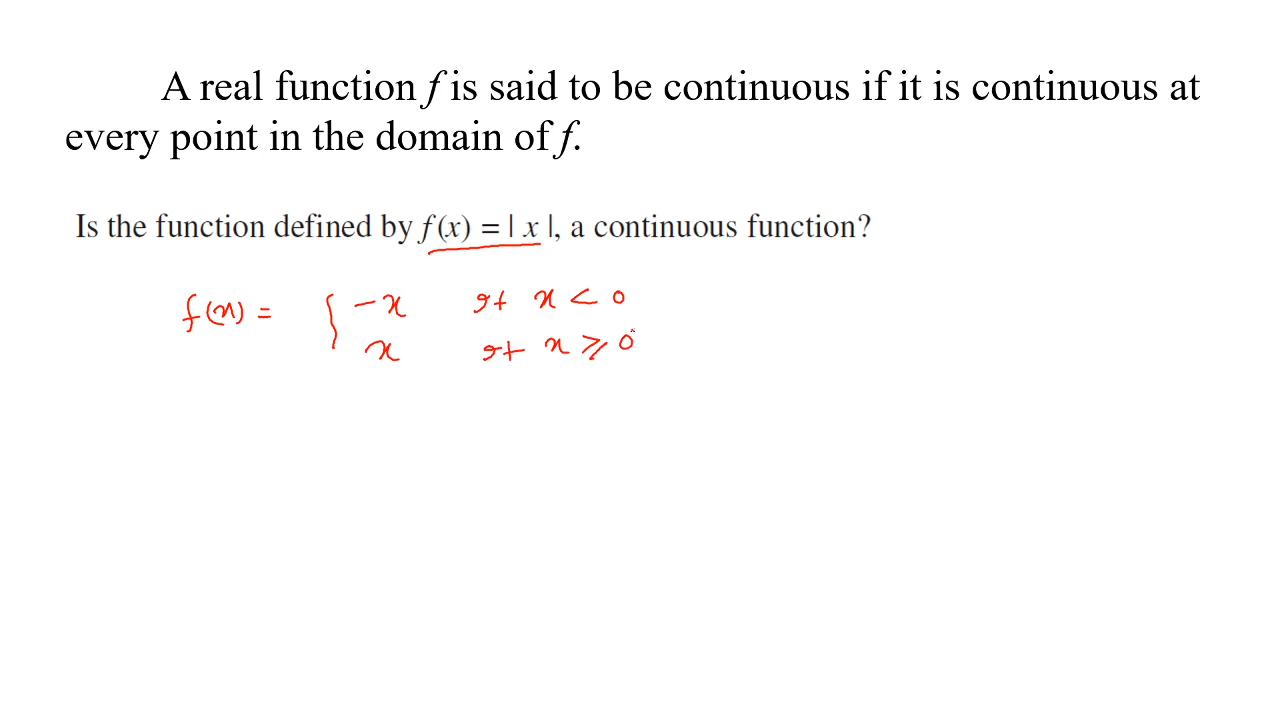 A real function f is said to be continuous if it is continuous at
every point in the domain of f.
Is the function defined by f(x) = | x |, a continuous function?
f(x) = { -x if x < 0
x if x ≥ 0